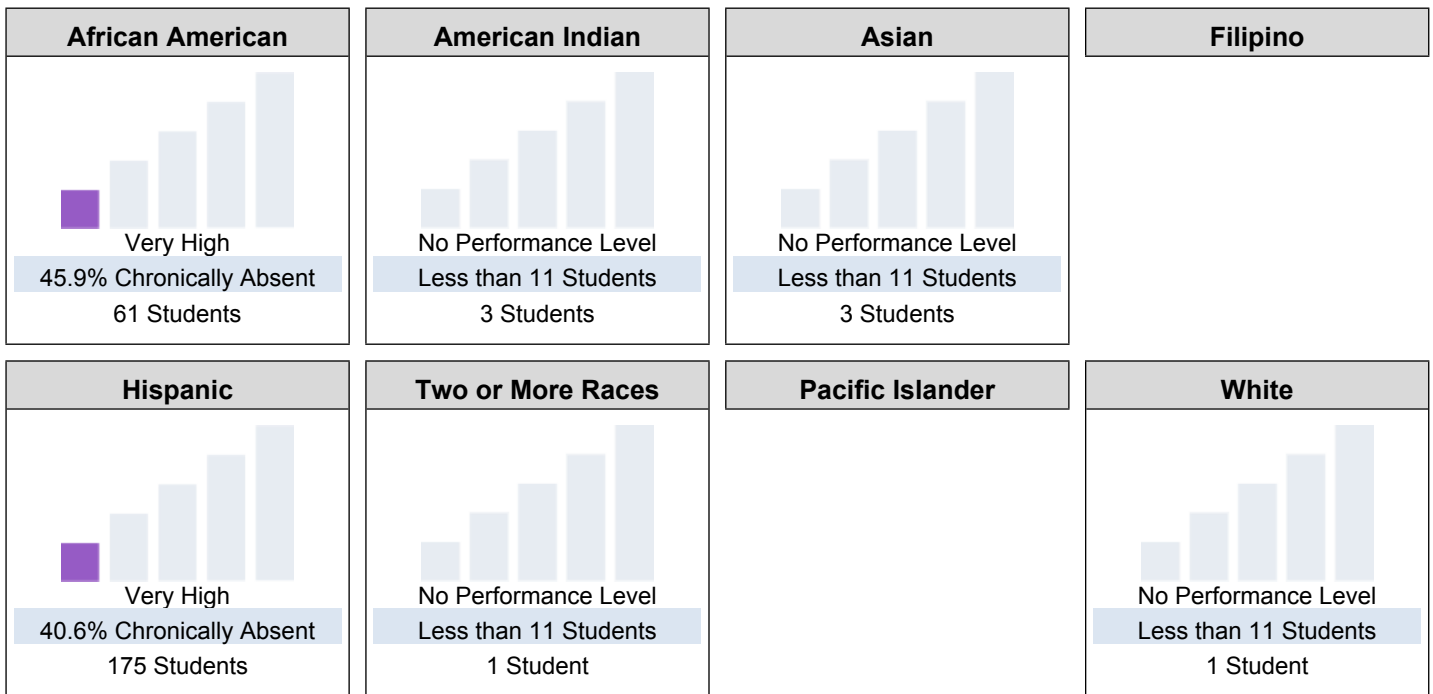 African American
American Indian
Asian
Filipino
Very High
45.9% Chronically Absent
61 Students
No Performance Level
Less than 11 Students
3 Students
No Performance Level
Less than 11 Students
3 Students
Hispanic
Two or More Races
Pacific Islander
White
Very High
40.6% Chronically Absent
175 Students
No Performance Level
Less than 11 Students
1 Student
No Performance Level
Less than 11 Students
1 Student